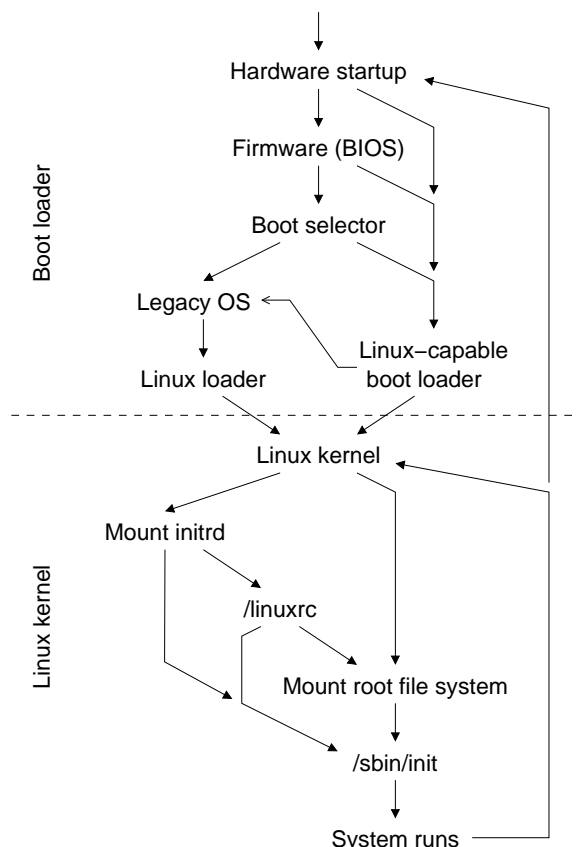 Hardware startup
Firmware (BIOS)
Boot selector
Boot loader
Legacy OS
Linux−capable
boot loader
Linux loader
Linux kernel
Mount initrd
/linuxrc
Linux kernel
Mount root file system
/sbin/init
System runs